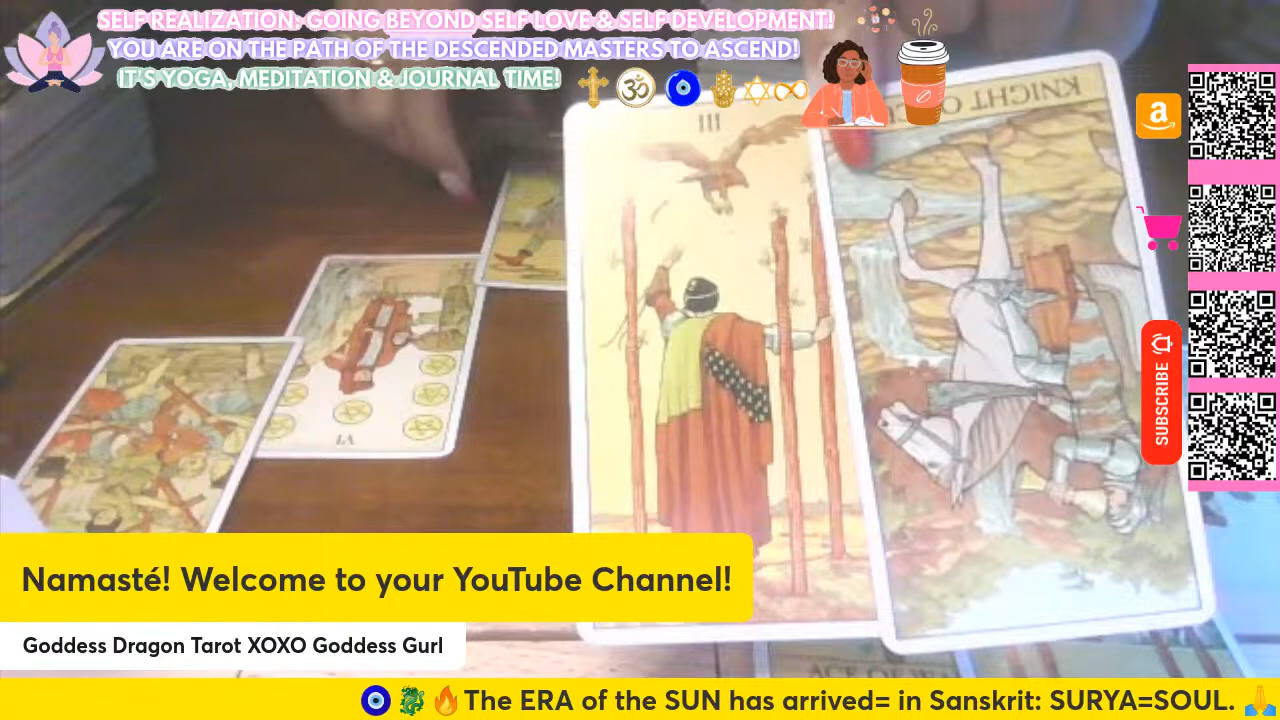 SELF REALIZATION: GOING BEYOND SELF LOVE & SELF DEVELOPMENT!
YOU ARE ON THE PATH OF THE DESCENDED MASTERS TO ASCEND!
IT'S YOGA, MEDITATION & JOURNAL TIME!
ॐ
III
KNIGHT OF
a
VI
SUBSCRIBE
Namasté! Welcome to your YouTube Channel!
Goddess Dragon Tarot XOXO Goddess Gurl
ACE OF
The ERA of the SUN has arrived= in Sanskrit: SURYA=SOUL.